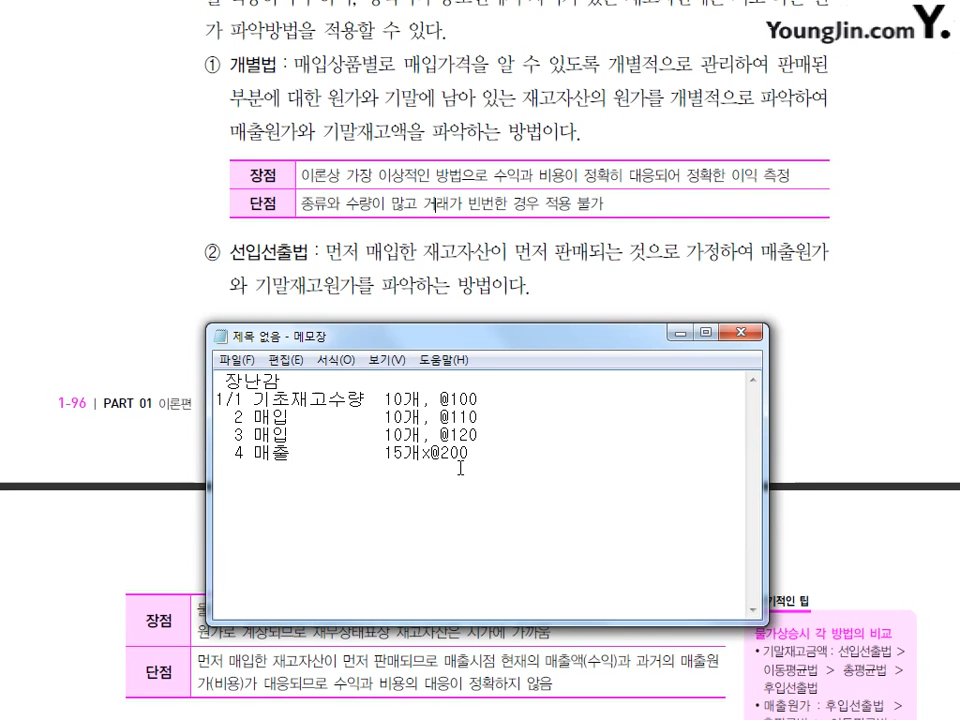 YoungJin.com Y.
가 파악방법을 적용할 수 있다.
① 개별법 : 매입상품별로 매입가격을 알 수 있도록 개별적으로 관리하여 판매된
부분에 대한 원가와 기말에 남아 있는 재고자산의 원가를 개별적으로 파악하여
매출원가와 기말재고액을 파악하는 방법이다.
장점 이론상 가장 이상적인 방법으로 수익과 비용이 정확히 대응되어 정확한 이익 측정
단점 종류와 수량이 많고 거래가 빈번한 경우 적용 불가
② 선입선출법 : 먼저 매입한 재고자산이 먼저 판매되는 것으로 가정하여 매출원가
와 기말재고원가를 파악하는 방법이다.
제목 없음 - 메모장
파일(F) 편집(E) 서식(O) 보기(V) 도움말(H)
장난감
1/1 기초재고수량 10개, @100
2 매입 10개, @110
3 매입 10개, @120
4 매출 15개x@200
1-96 | PART 01 이론편
장점
원가로 계상되므로 재무상태표상 재고자산은 시가에 가까움
단점 먼저 매입한 재고자산이 먼저 판매되므로 매출시점 현재의 매출액(수익)과 과거의 매출원
가(비용)가 대응되므로 수익과 비용의 대응이 정확하지 않음
기적인 팁
물가상승시 각 방법의 비교
• 기말재고금액 : 선입선출법 >
이동평균법 > 총평균법 >
후입선출법
• 매출원가 : 후입선출법 >